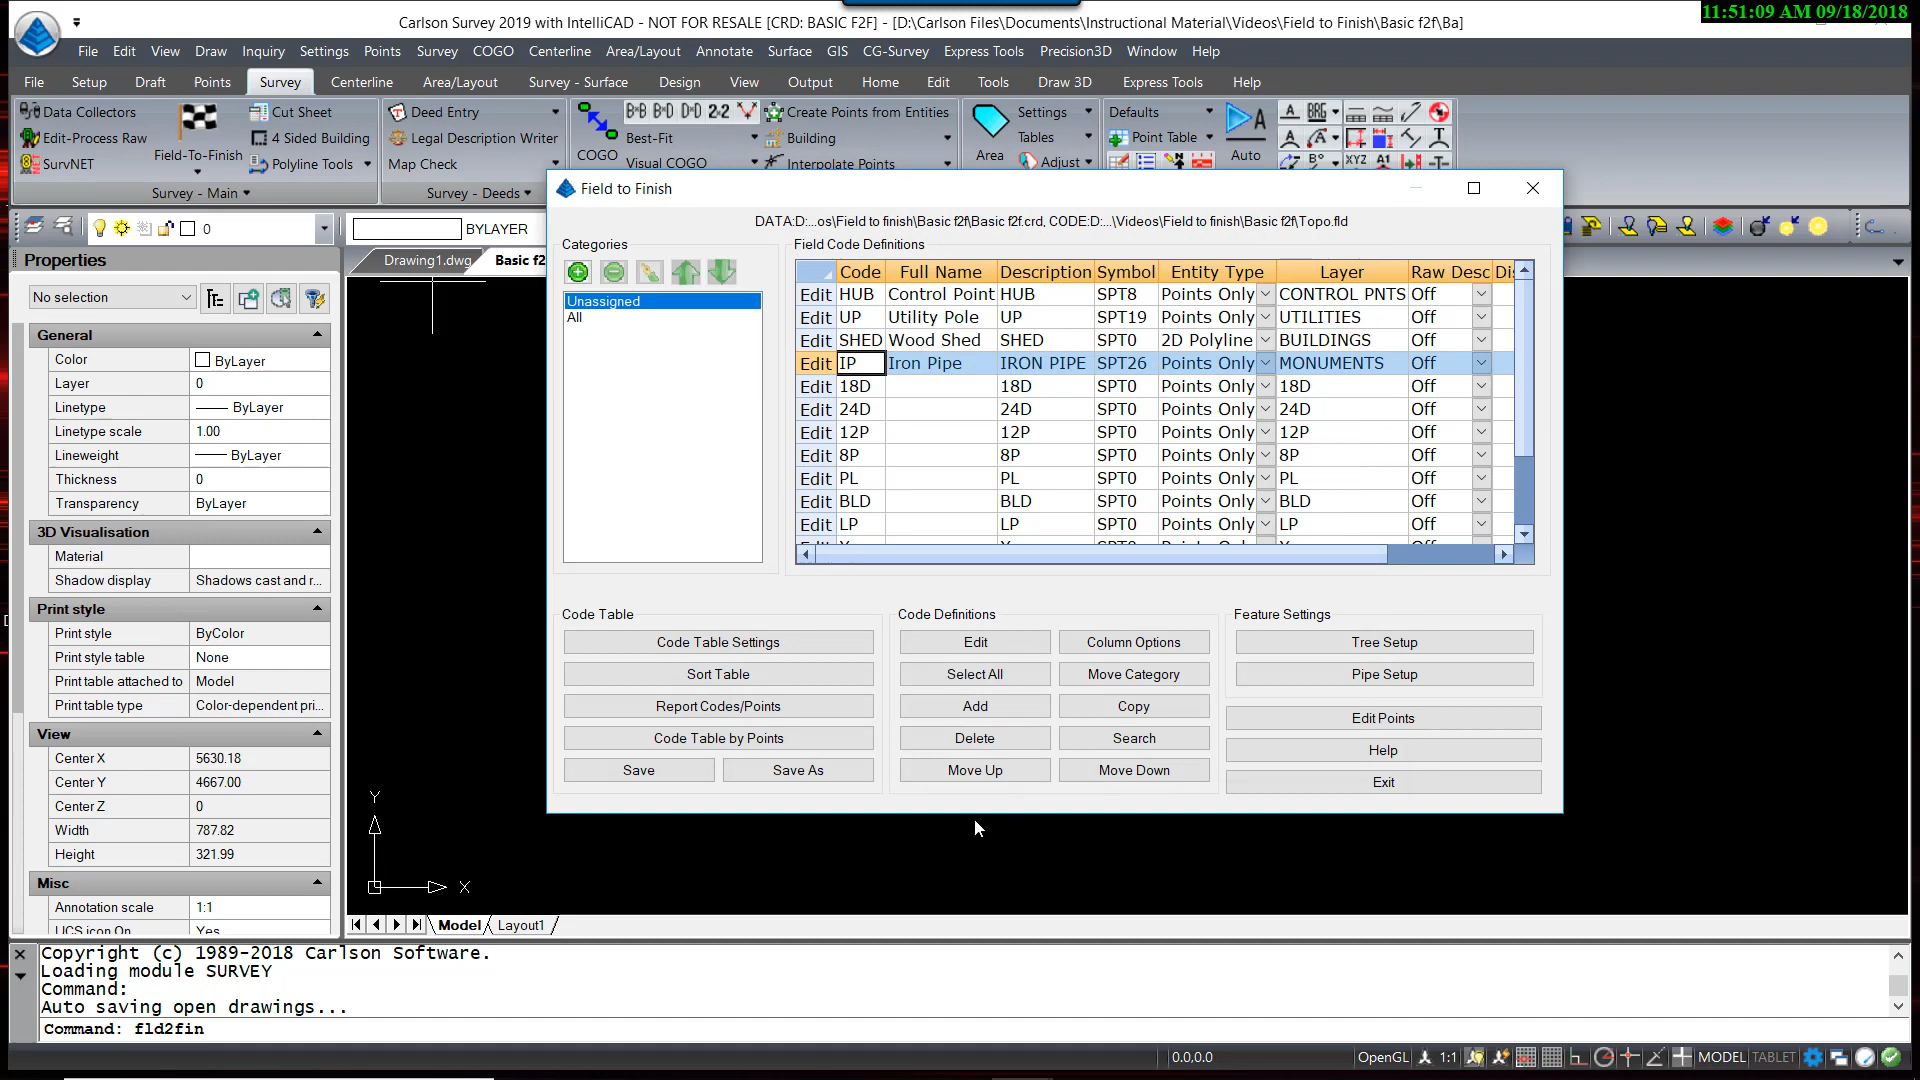 11:51:09 AM 09/18/2018
Carlson Survey 2019 with IntelliCAD - NOT FOR RESALE [CRD: BASIC F2F] - [D:\Carlson Files\Documents\Instructional Material\Videos\Field to Finish\Basic f2f\Ba]
File Edit View Draw Inquiry Settings Points Survey COGO Centerline Area/Layout Annotate Surface GIS CG-Survey Express Tools Precision3D Window Help
File Setup Draft Points Survey Centerline Area/Layout Survey - Surface Design View Output Home Edit Tools Draw 3D Express Tools Help
Data Collectors Cut Sheet Deed Entry Create Points from Entities Settings Defaults
Edit-Process Raw 4 Sided Building Legal Description Writer Best-Fit Building Tables Point Table
SurvNET Field-To-Finish Polyline Tools Map Check COGO Visual COGO Interpolate Points Area Adjust Auto
Survey - Main Survey - Deeds
0 BYLAYER
Properties
Drawing1.dwg Basic f2
No selection
General
Color ByLayer
Layer 0
Linetype ByLayer
Linetype scale 1.00
Lineweight ByLayer
Thickness 0
Transparency ByLayer
3D Visualisation
Material
Shadow display Shadows cast and r...
Print style
Print style ByColor
Print style table None
Print table attached to Model
Print table type Color-dependent pri...
View
Center X 5630.18
Center Y 4667.00
Center Z 0
Width 787.82
Height 321.99
Misc
Annotation scale 1:1
UCS icon On Yes
Field to Finish
DATA:D:...os\Field to finish\Basic f2f\Basic f2f.crd, CODE:D:...\Videos\Field to finish\Basic f2f\Topo.fld
Categories
Unassigned
All
Field Code Definitions
Code Full Name Description Symbol Entity Type Layer Raw Desc Di
Edit HUB Control Point HUB SPT8 Points Only CONTROL PNTS Off
Edit UP Utility Pole UP SPT19 Points Only UTILITIES Off
Edit SHED Wood Shed SHED SPT0 2D Polyline BUILDINGS Off
Edit IP Iron Pipe IRON PIPE SPT26 Points Only MONUMENTS Off
Edit 18D 18D SPT0 Points Only 18D Off
Edit 24D 24D SPT0 Points Only 24D Off
Edit 12P 12P SPT0 Points Only 12P Off
Edit 8P 8P SPT0 Points Only 8P Off
Edit PL PL SPT0 Points Only PL Off
Edit BLD BLD SPT0 Points Only BLD Off
Edit LP LP SPT0 Points Only LP Off
Code Table
Code Table Settings
Sort Table
Report Codes/Points
Code Table by Points
Save Save As
Code Definitions
Edit Column Options
Select All Move Category
Add Copy
Delete Search
Move Up Move Down
Feature Settings
Tree Setup
Pipe Setup
Edit Points
Help
Exit
Y
X
Model Layout1
Copyright (c) 1989-2018 Carlson Software.
Loading module SURVEY
Command:
Auto saving open drawings...
Command: fld2fin
0.0,0.0 OpenGL 1:1 MODEL TABLET